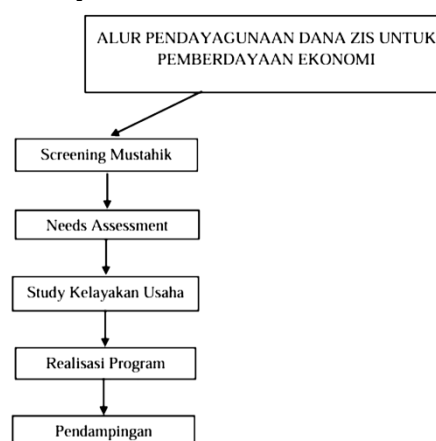 ALUR PENDAYAGUNAAN DANA ZIS UNTUK
PEMBERDAYAAN EKONOMI
Screening Mustahik
Needs Assessment
Study Kelayakan Usaha
Realisasi Program
Pendampingan